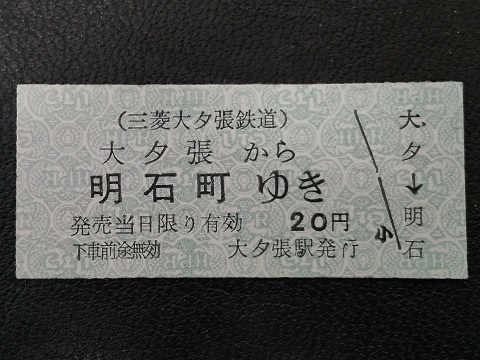 (三菱大夕張鉄道)
大夕張から
明石町ゆき
発売当日限り有効 20円
下車前途無効 大夕張駅発行
小
大夕→明石